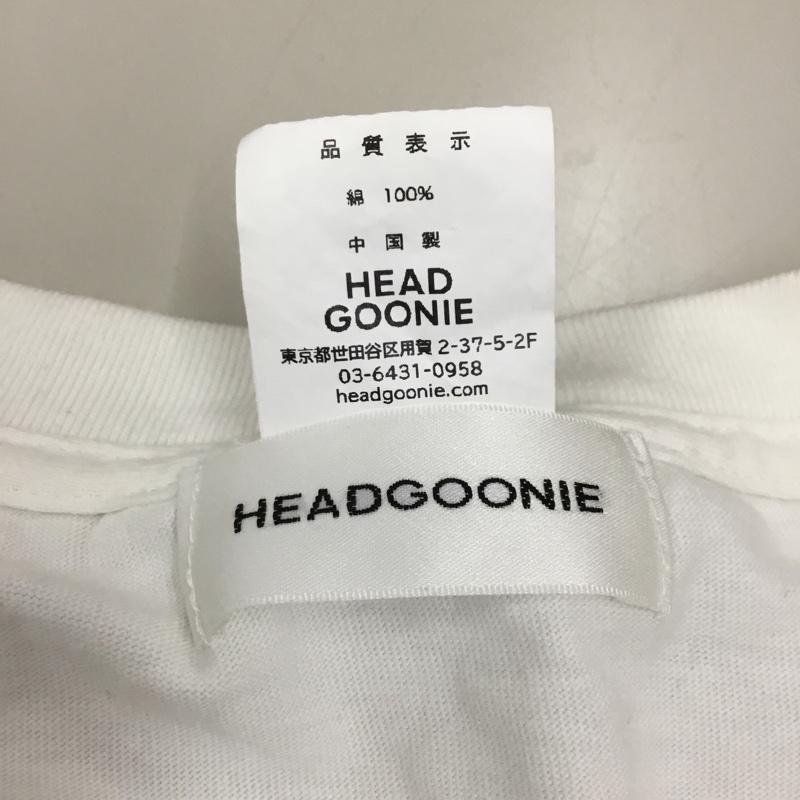 品質表示
綿 100%
中国製
HEAD
GOONIE
東京都世田谷区用賀 2-37-5-2F
03-6431-0958
headgoonie.com
HEADGOONIE